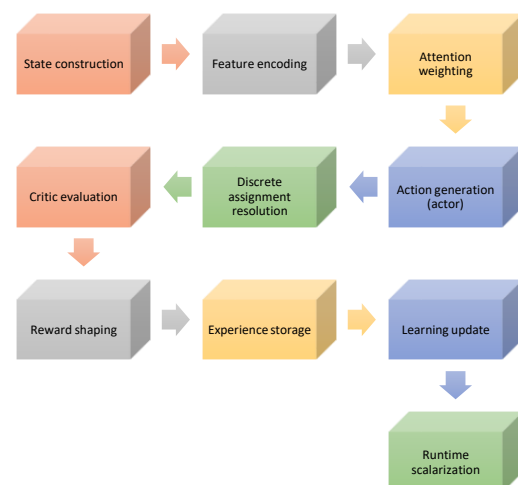 State construction
Feature encoding
Attention
weighting
Action generation
(actor)
Discrete
assignment
resolution
Critic evaluation
Reward shaping
Experience storage
Learning update
Runtime
scalarization